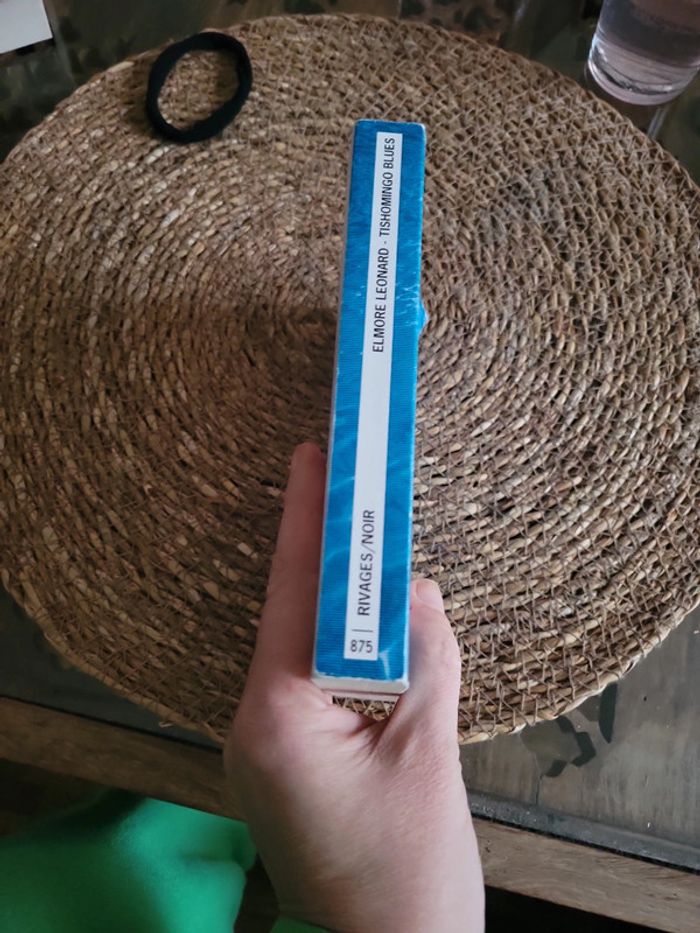 ELMORE LEONARD · TISHOMINGO BLUES
RIVAGES/NOIR
875